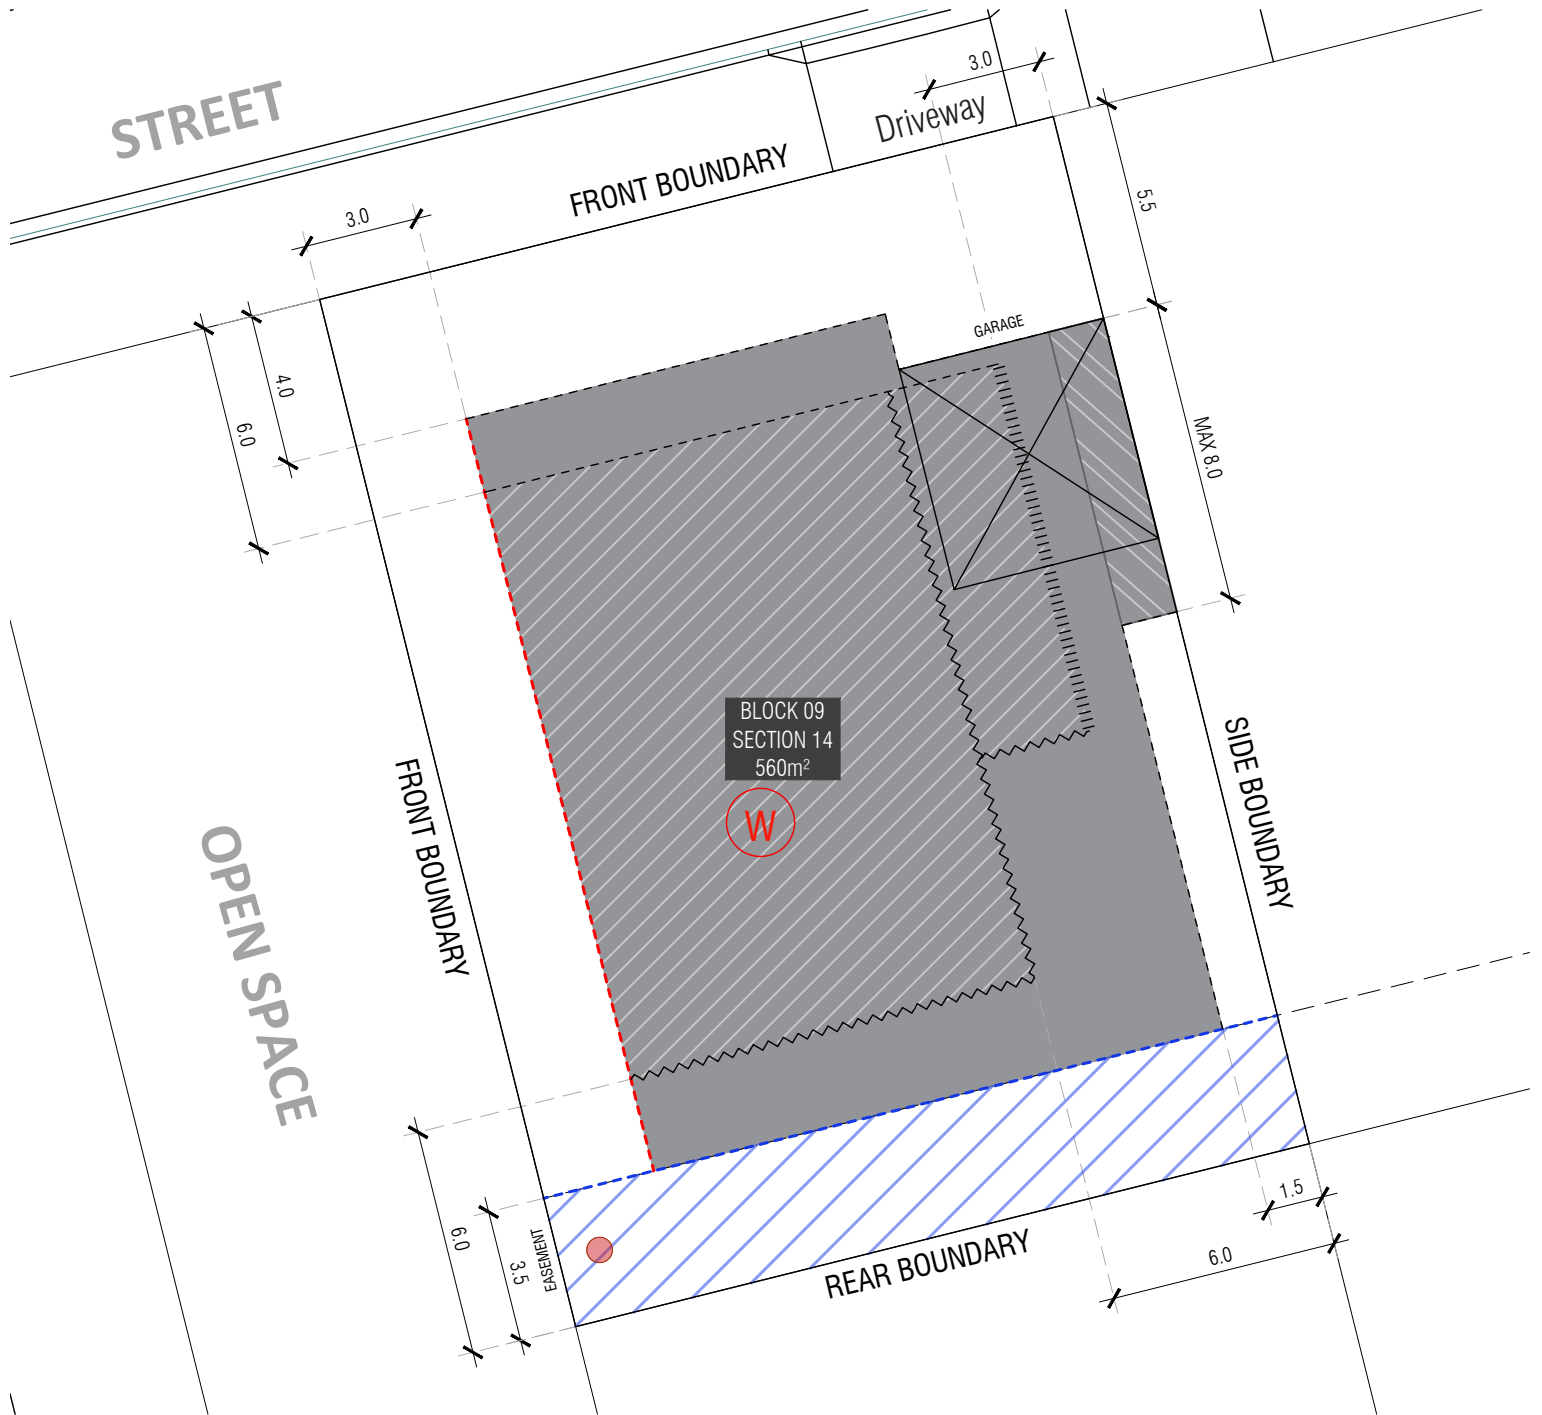 STREET
3.0
Driveway
FRONT BOUNDARY
3.0
5.5
GARAGE
4.0
6.0
MAX 8.0
BLOCK 09
SECTION 14
560m²
W
FRONT BOUNDARY
SIDE BOUNDARY
OPEN SPACE
6.0
3.5
EASEMENT
REAR BOUNDARY
1.5
6.0